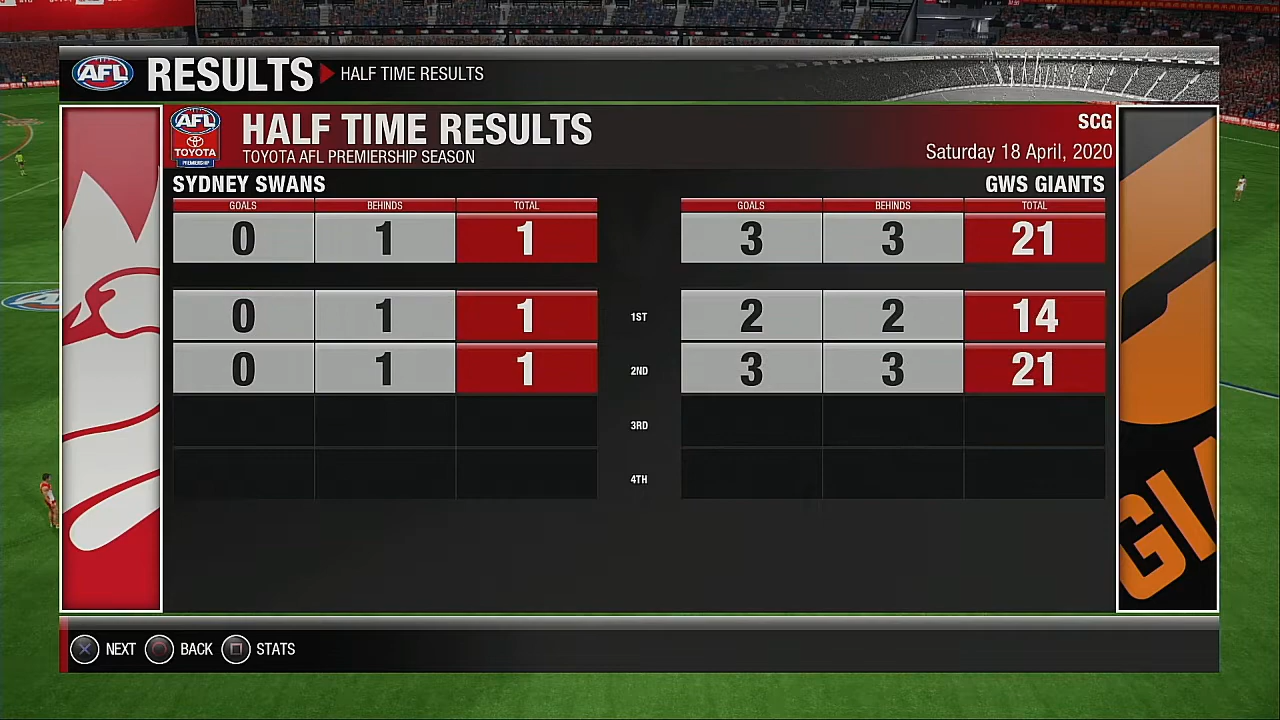 AFL RESULTS HALF TIME RESULTS
AFL TOYOTA PREMIERSHIP
HALF TIME RESULTS
TOYOTA AFL PREMIERSHIP SEASON
SCG
Saturday 18 April, 2020
SYDNEY SWANS GWS GIANTS
GOALS BEHINDS TOTAL GOALS BEHINDS TOTAL
0 1 1 3 3 21
0 1 1 1ST 2 2 14
0 1 1 2ND 3 3 21
3RD
4TH
GIA
NEXT BACK STATS